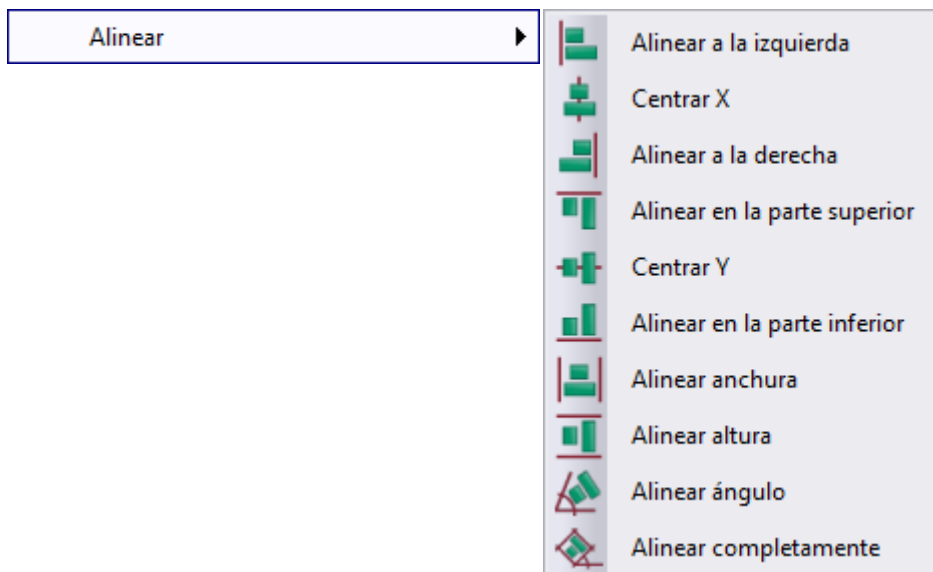 Alinear
Alinear a la izquierda
Centrar X
Alinear a la derecha
Alinear en la parte superior
Centrar Y
Alinear en la parte inferior
Alinear anchura
Alinear altura
Alinear ángulo
Alinear completamente